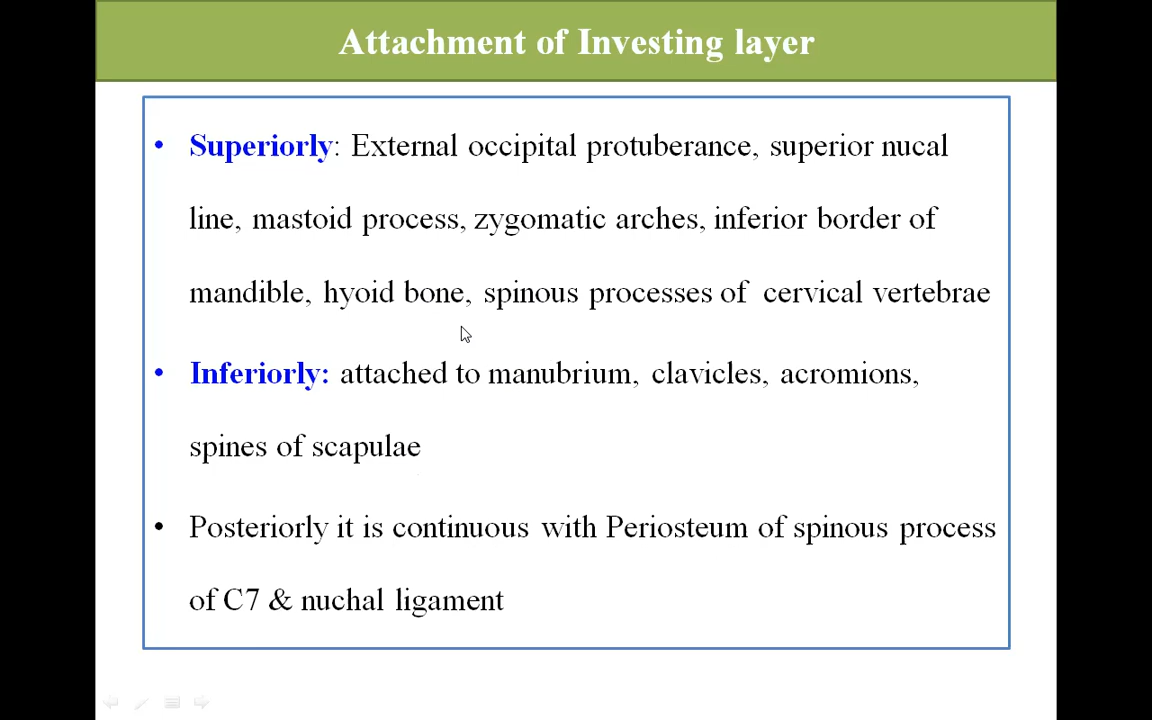 Attachment of Investing layer
• Superiorly: External occipital protuberance, superior nucal
line, mastoid process, zygomatic arches, inferior border of
mandible, hyoid bone, spinous processes of cervical vertebrae
• Inferiorly: attached to manubrium, clavicles, acromions,
spines of scapulae
• Posteriorly it is continuous with Periosteum of spinous process
of C7 & nuchal ligament